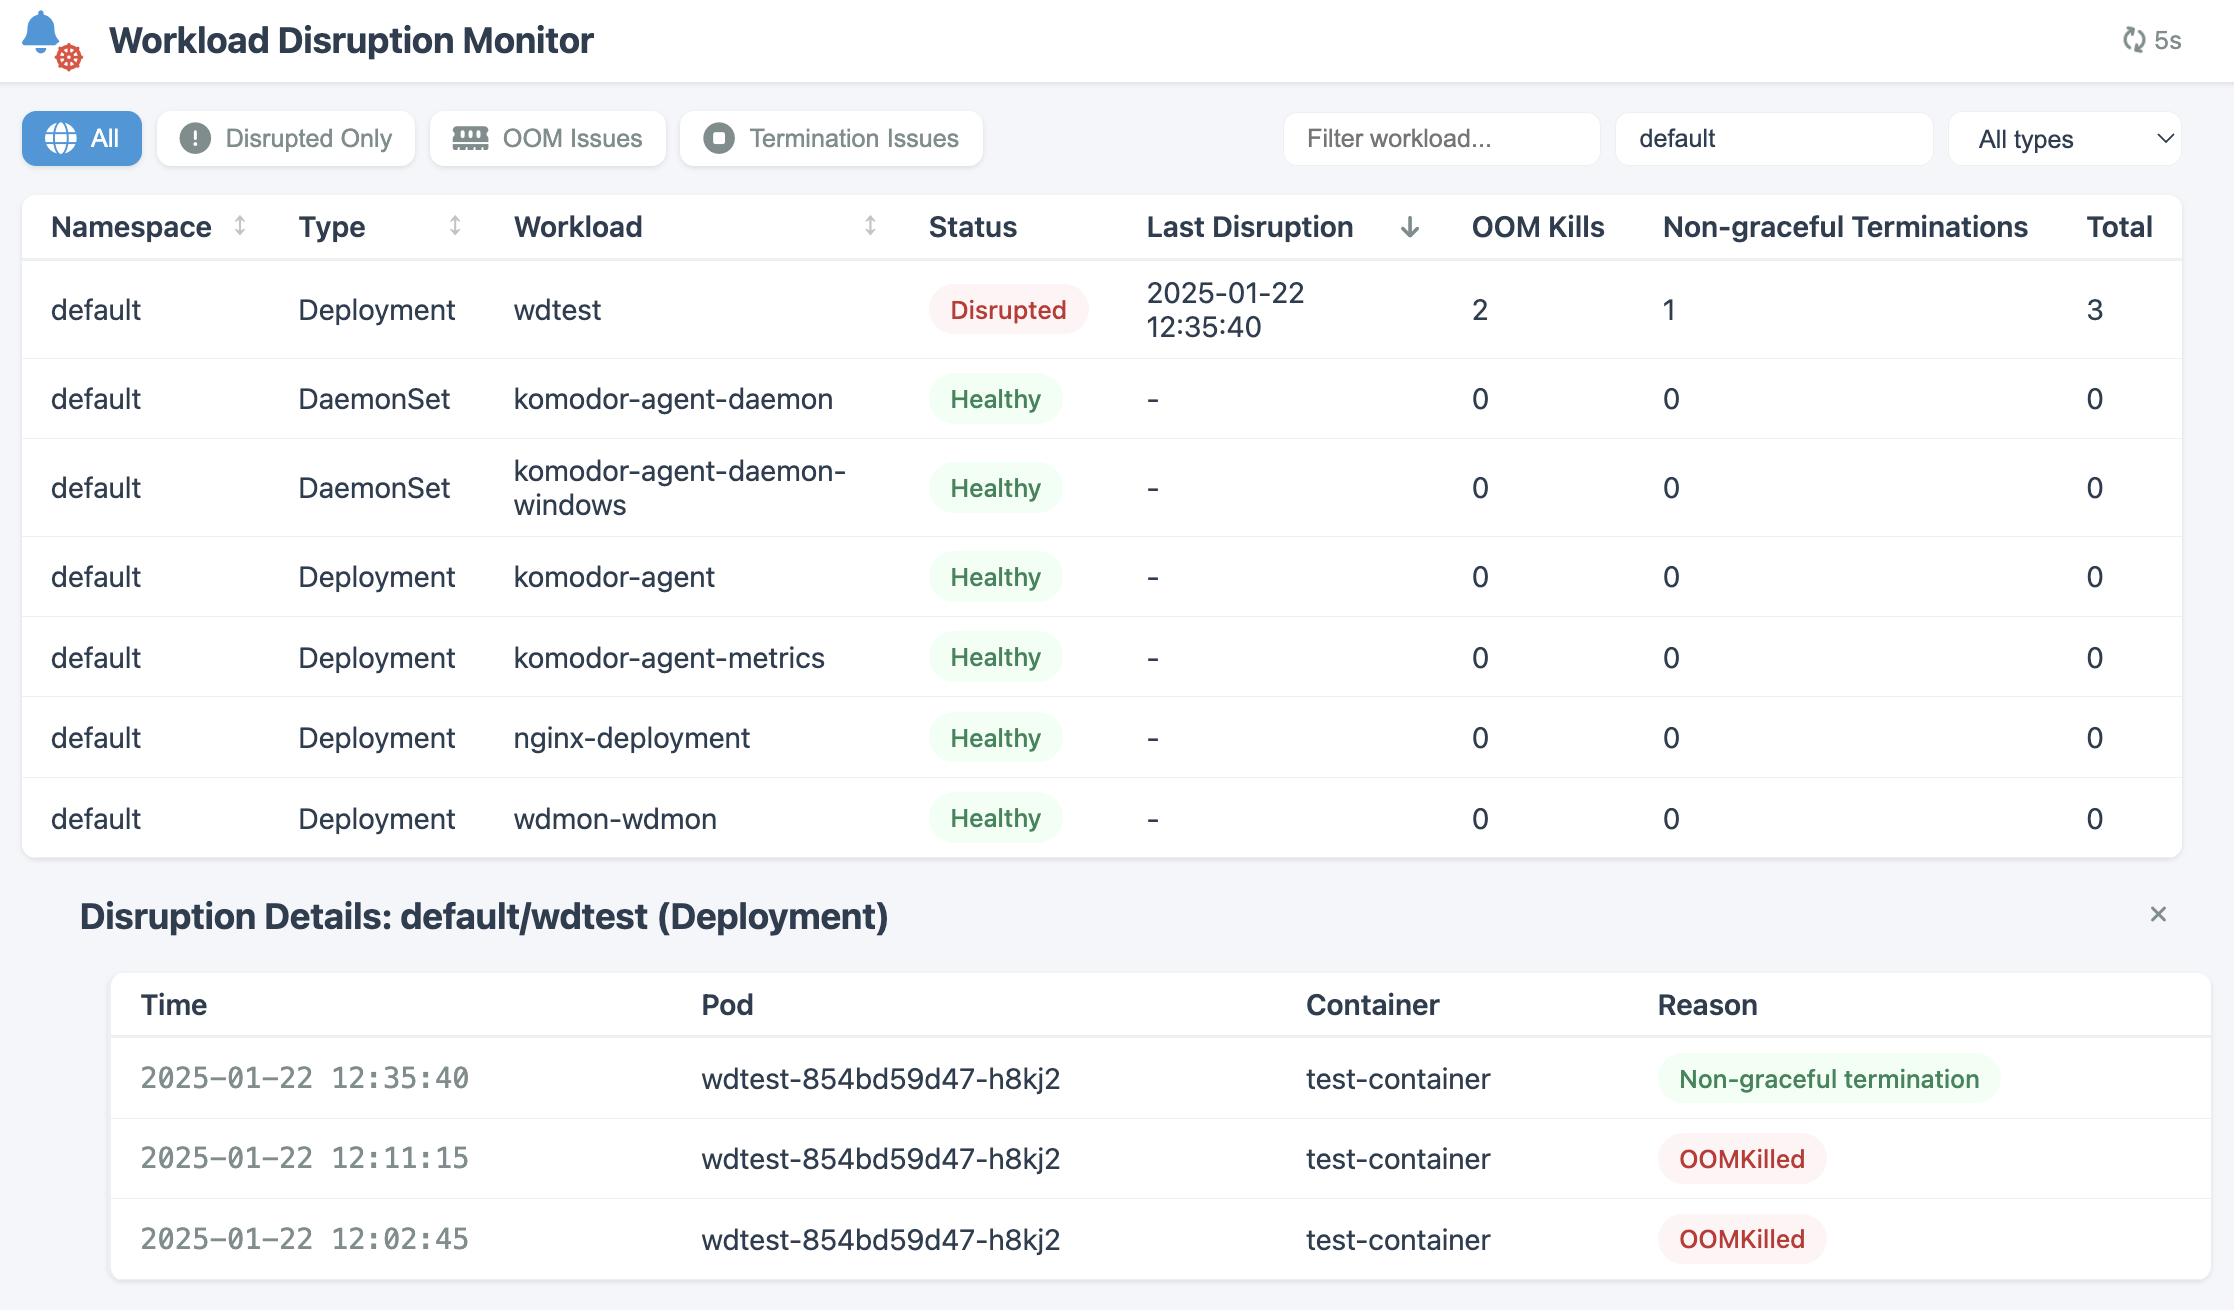 Workload Disruption Monitor
5s
All
Disrupted Only
OOM Issues
Termination Issues
Filter workload...
default
All types
Namespace Type Workload Status Last Disruption OOM Kills Non-graceful Terminations Total
default Deployment wdtest Disrupted 2025-01-22 12:35:40 2 1 3
default DaemonSet komodor-agent-daemon Healthy - 0 0 0
default DaemonSet komodor-agent-daemon-windows Healthy - 0 0 0
default Deployment komodor-agent Healthy - 0 0 0
default Deployment komodor-agent-metrics Healthy - 0 0 0
default Deployment nginx-deployment Healthy - 0 0 0
default Deployment wdmon-wdmon Healthy - 0 0 0
Disruption Details: default/wdtest (Deployment)
Time Pod Container Reason
2025-01-22 12:35:40 wdtest-854bd59d47-h8kj2 test-container Non-graceful termination
2025-01-22 12:11:15 wdtest-854bd59d47-h8kj2 test-container OOMKilled
2025-01-22 12:02:45 wdtest-854bd59d47-h8kj2 test-container OOMKilled